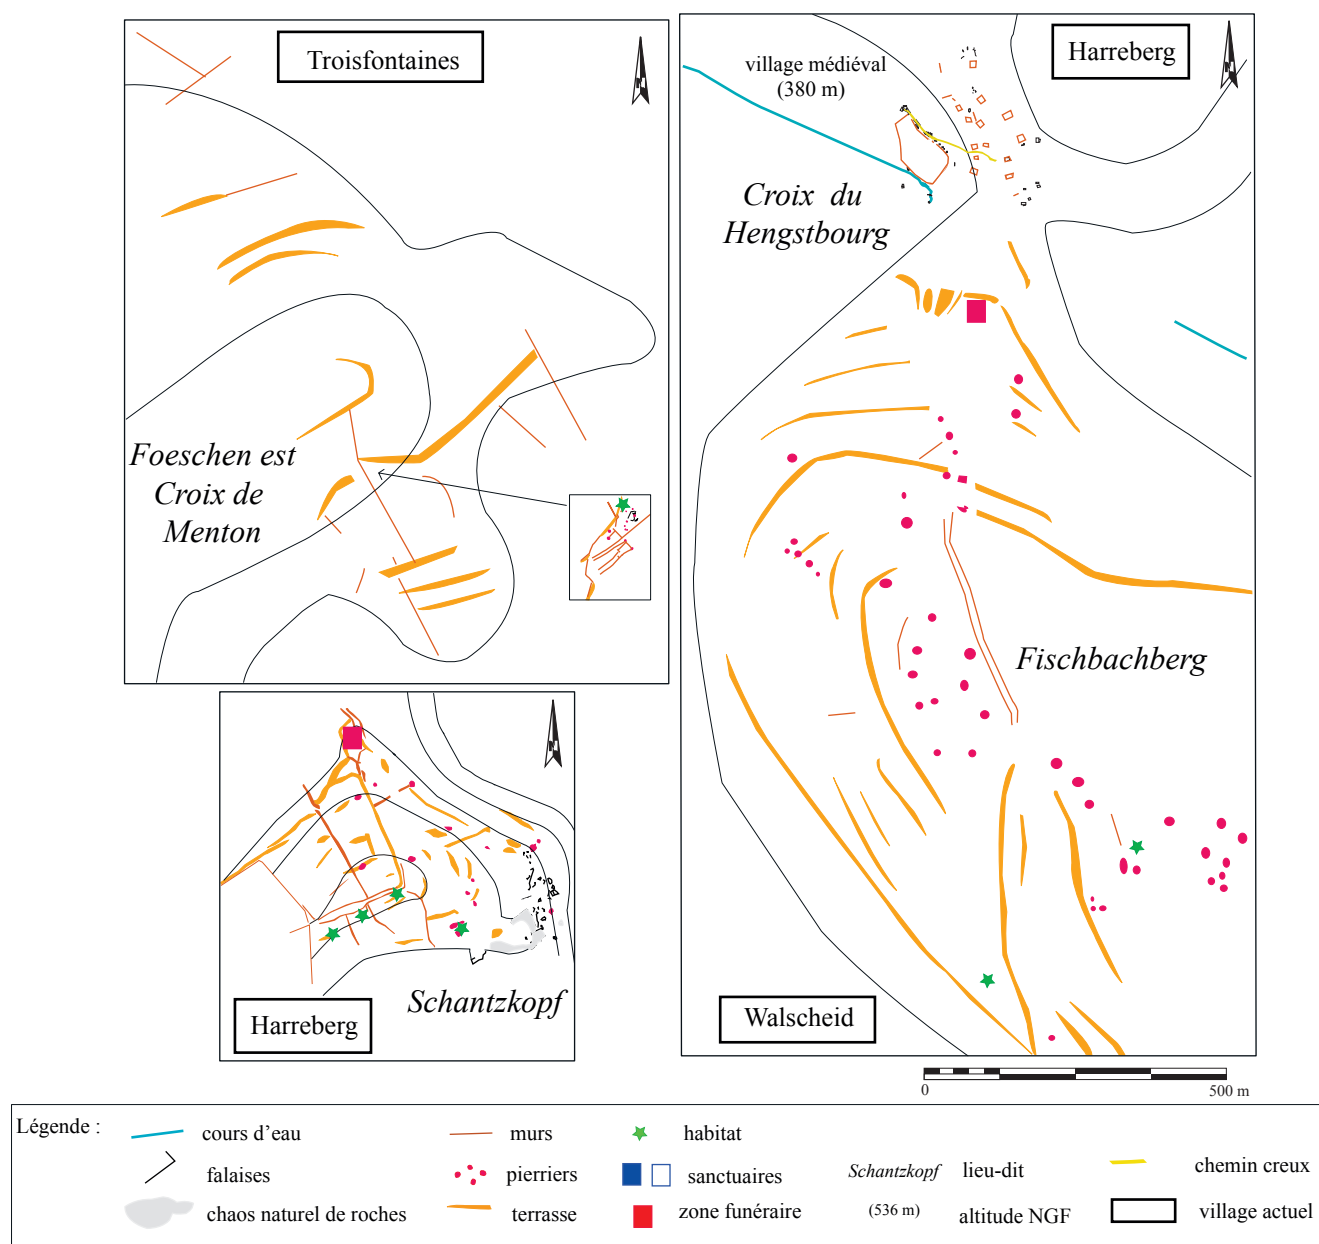 Troisfontaines
Foeschen est
Croix de
Menton
village médiéval
(380 m)
Harreberg
Croix du
Hengstbourg
Fischbachberg
Walscheid
Schantzkopf
Harreberg
0
500 m
Légende :
cours d'eau
murs
habitat
falaises
pierriers
sanctuaires
Schantzkopf
lieu-dit
chemin creux
chaos naturel de roches
terrasse
zone funéraire
(536 m)
altitude NGF
village actuel